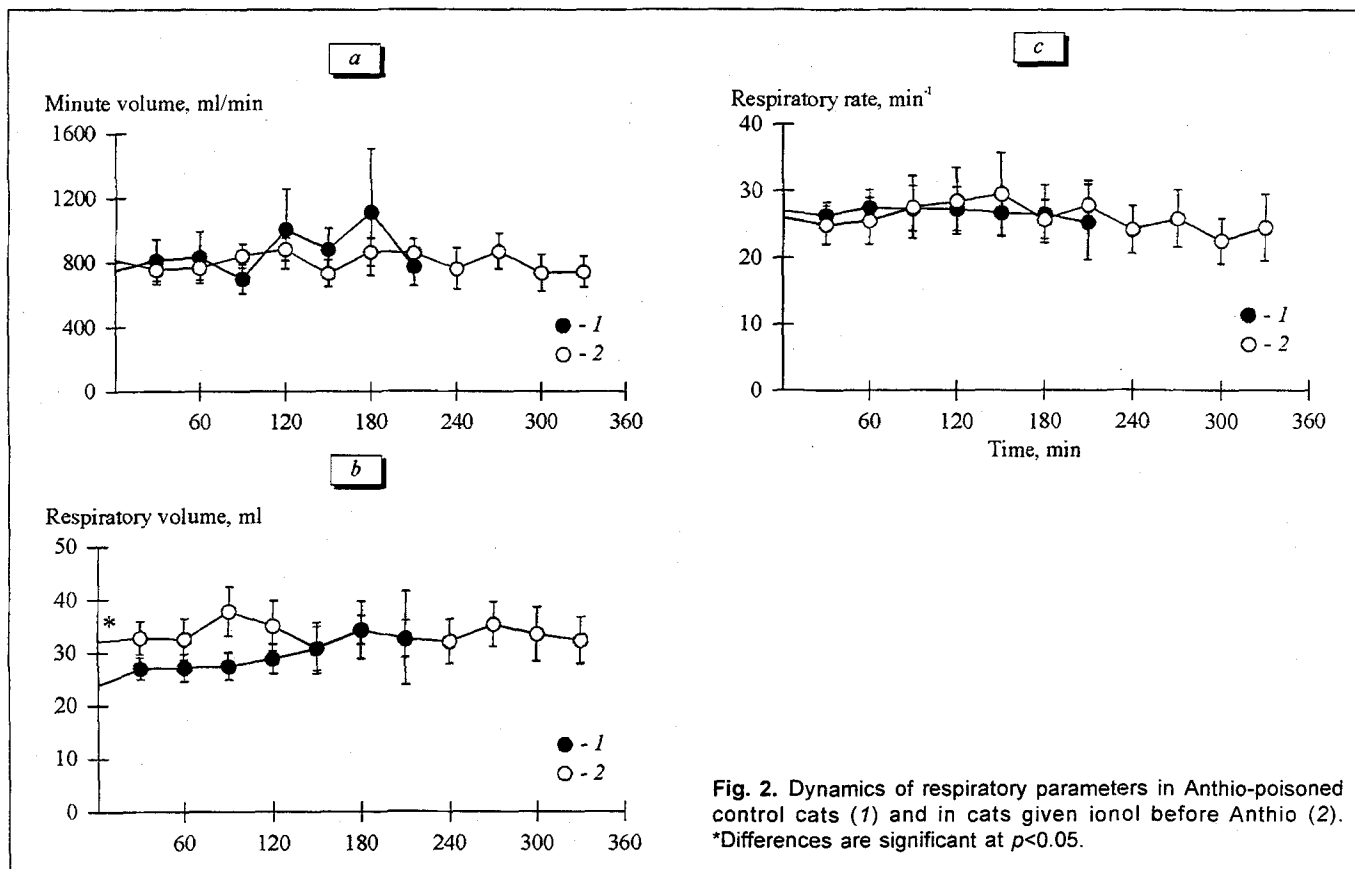 a
Minute volume, ml/min
1600
1200
800
400
0
60 120 180 240 300 360
● - 1
○ - 2
b
Respiratory volume, ml
50
40
30
20
10
0
*
60 120 180 240 300 360
● - 1
○ - 2
c
Respiratory rate, min⁻¹
40
30
20
10
0
60 120 180 240 300 360
Time, min
● - 1
○ - 2
Fig. 2. Dynamics of respiratory parameters in Anthio-poisoned
control cats (1) and in cats given ionol before Anthio (2).
*Differences are significant at p<0.05.